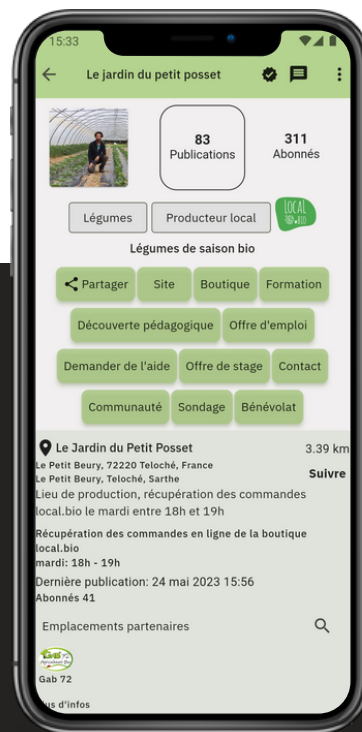 15:33
Le jardin du petit posset
83
Publications
311
Abonnés
Légumes
Producteur local
LOCAL
.BIO
Légumes de saison bio
Partager
Site
Boutique
Formation
Découverte pédagogique
Offre d'emploi
Demander de l'aide
Offre de stage
Contact
Communauté
Sondage
Bénévolat
Le Jardin du Petit Posset
3.39 km
Le Petit Beury, 72220 Teloché, France
Le Petit Beury, Teloché, Sarthe
Suivre
Lieu de production, récupération des commandes
local.bio le mardi entre 18h et 19h
Récupération des commandes en ligne de la boutique
local.bio
mardi: 18h - 19h
Dernière publication: 24 mai 2023 15:56
Abonnés 41
Emplacements partenaires
Gab 72
d'infos